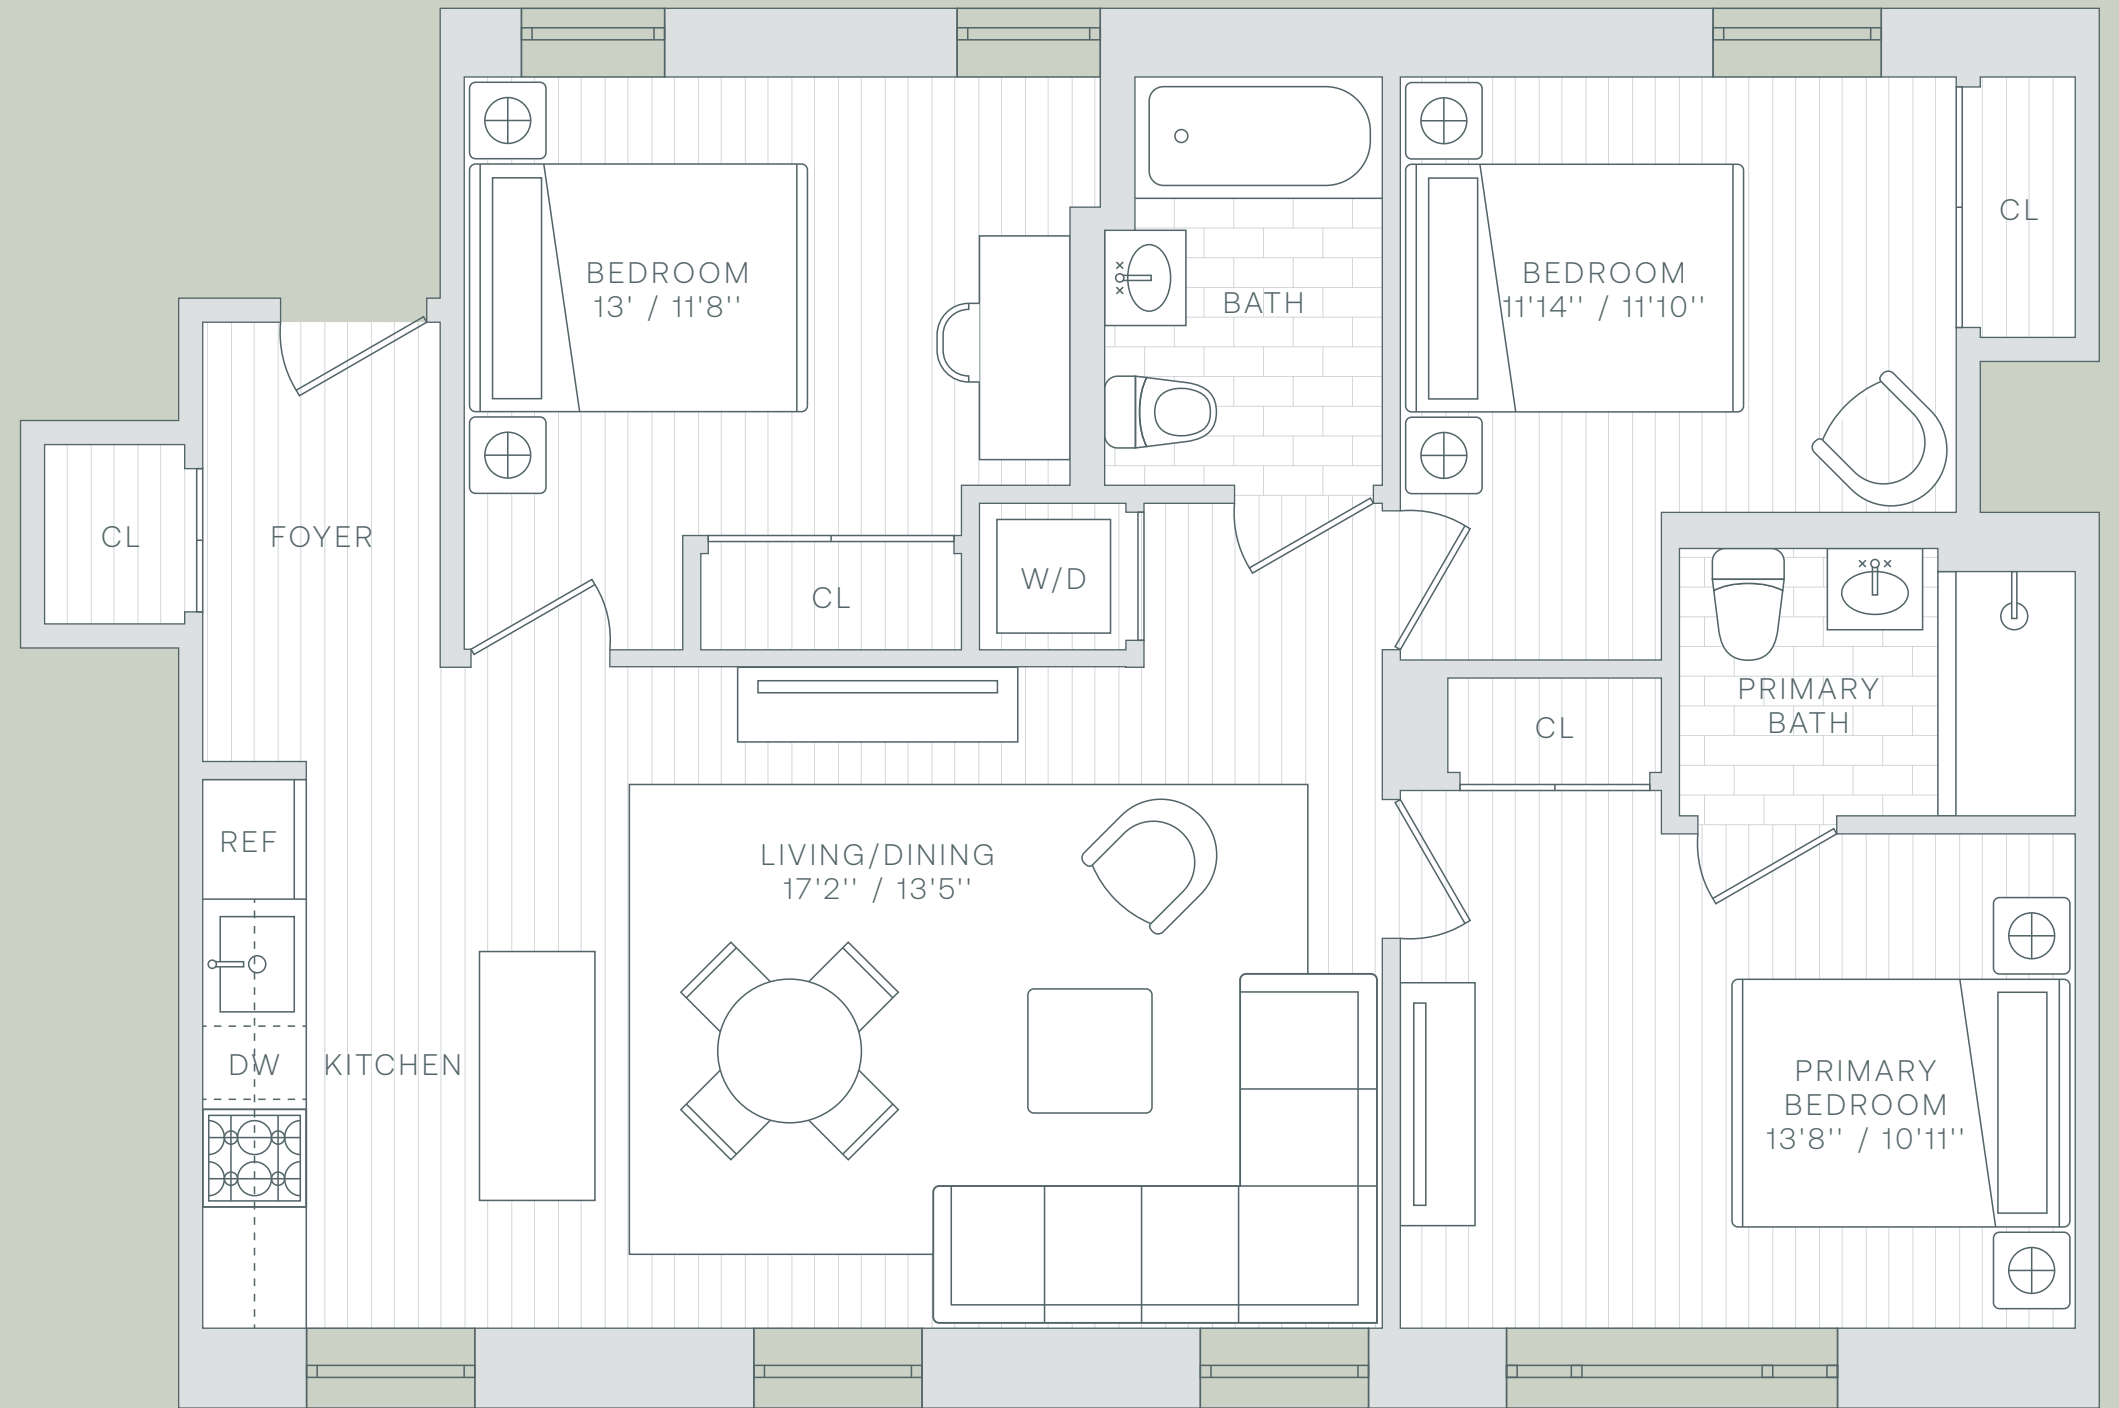 BEDROOM
13' / 11'8''
BATH
BEDROOM
11'14'' / 11'10''
CL
CL
FOYER
CL
W/D
CL
PRIMARY
BATH
REF
LIVING/DINING
17'2'' / 13'5''
DW
KITCHEN
PRIMARY
BEDROOM
13'8'' / 10'11''